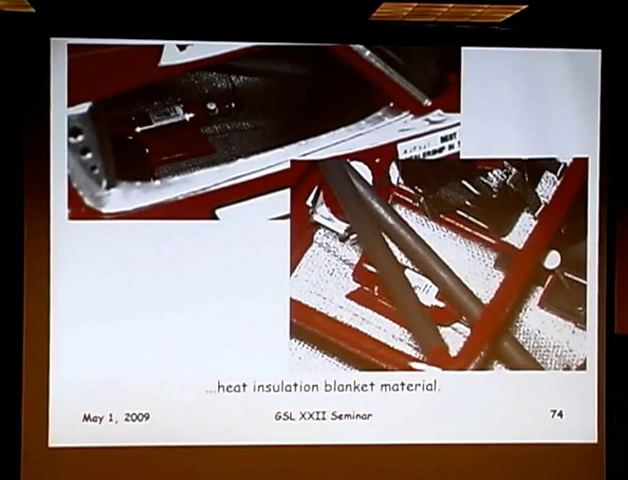 ...heat insulation blanket material.
May 1, 2009
GSL XXII Seminar
74